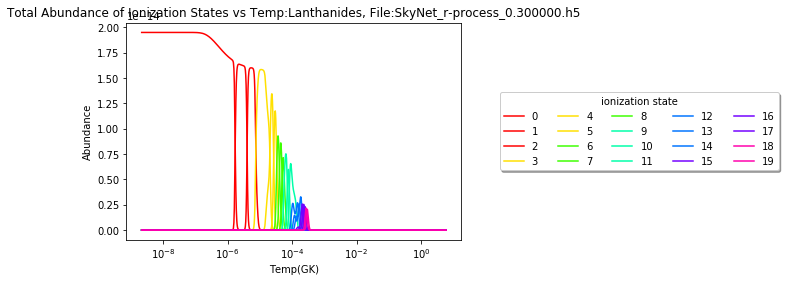 Total Abundance of Ionization States vs Temp:Lanthanides, File:SkyNet_r-process_0.300000.h5
1e−14
2.00
1.75
1.50
1.25
1.00
0.75
0.50
0.25
0.00
Abundance
10⁻⁸ 10⁻⁶ 10⁻⁴ 10⁻² 10⁰
Temp(GK)
ionization state
0 4 8 12 16
1 5 9 13 17
2 6 10 14 18
3 7 11 15 19